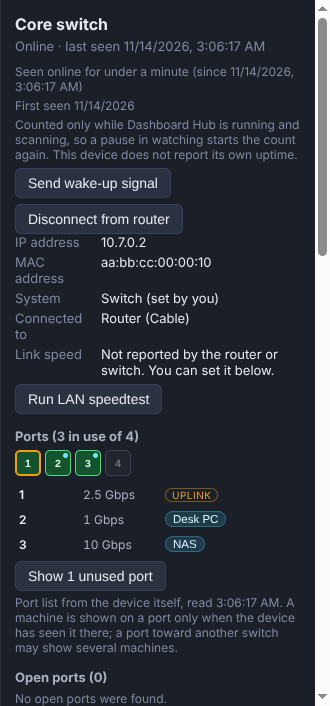 Core switch
Online · last seen 11/14/2026, 3:06:17 AM
Seen online for under a minute (since 11/14/2026,
3:06:17 AM)
First seen 11/14/2026
Counted only while Dashboard Hub is running and
scanning, so a pause in watching starts the count
again. This device does not report its own uptime.
Send wake-up signal
Disconnect from router
IP address 10.7.0.2
MAC address aa:bb:cc:00:00:10
System Switch (set by you)
Connected to Router (Cable)
Link speed Not reported by the router or
switch. You can set it below.
Run LAN speedtest
Ports (3 in use of 4)
1 2 3 4
1 2.5 Gbps UPLINK
2 1 Gbps Desk PC
3 10 Gbps NAS
Show 1 unused port
Port list from the device itself, read 3:06:17 AM. A
machine is shown on a port only when the device
has seen it there; a port toward another switch
may show several machines.
Open ports (0)
No open ports were found.